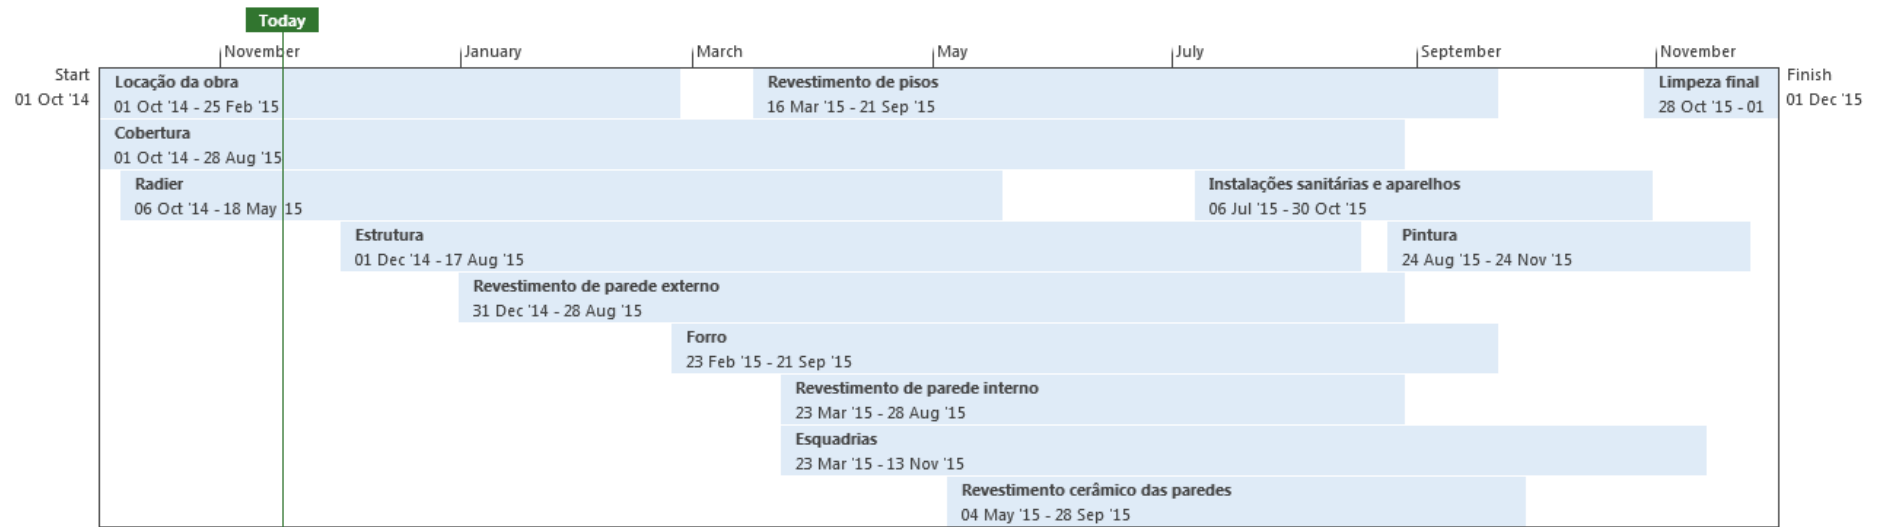 Today
November
January
March
May
July
September
November
Start
01 Oct '14
Finish
01 Dec '15
Locação da obra
01 Oct '14 - 25 Feb '15
Revestimento de pisos
16 Mar '15 - 21 Sep '15
Limpeza final
28 Oct '15 - 01
Cobertura
01 Oct '14 - 28 Aug '15
Radier
06 Oct '14 - 18 May '15
Instalações sanitárias e aparelhos
06 Jul '15 - 30 Oct '15
Estrutura
01 Dec '14 - 17 Aug '15
Pintura
24 Aug '15 - 24 Nov '15
Revestimento de parede externo
31 Dec '14 - 28 Aug '15
Forro
23 Feb '15 - 21 Sep '15
Revestimento de parede interno
23 Mar '15 - 28 Aug '15
Esquadrias
23 Mar '15 - 13 Nov '15
Revestimento cerâmico das paredes
04 May '15 - 28 Sep '15